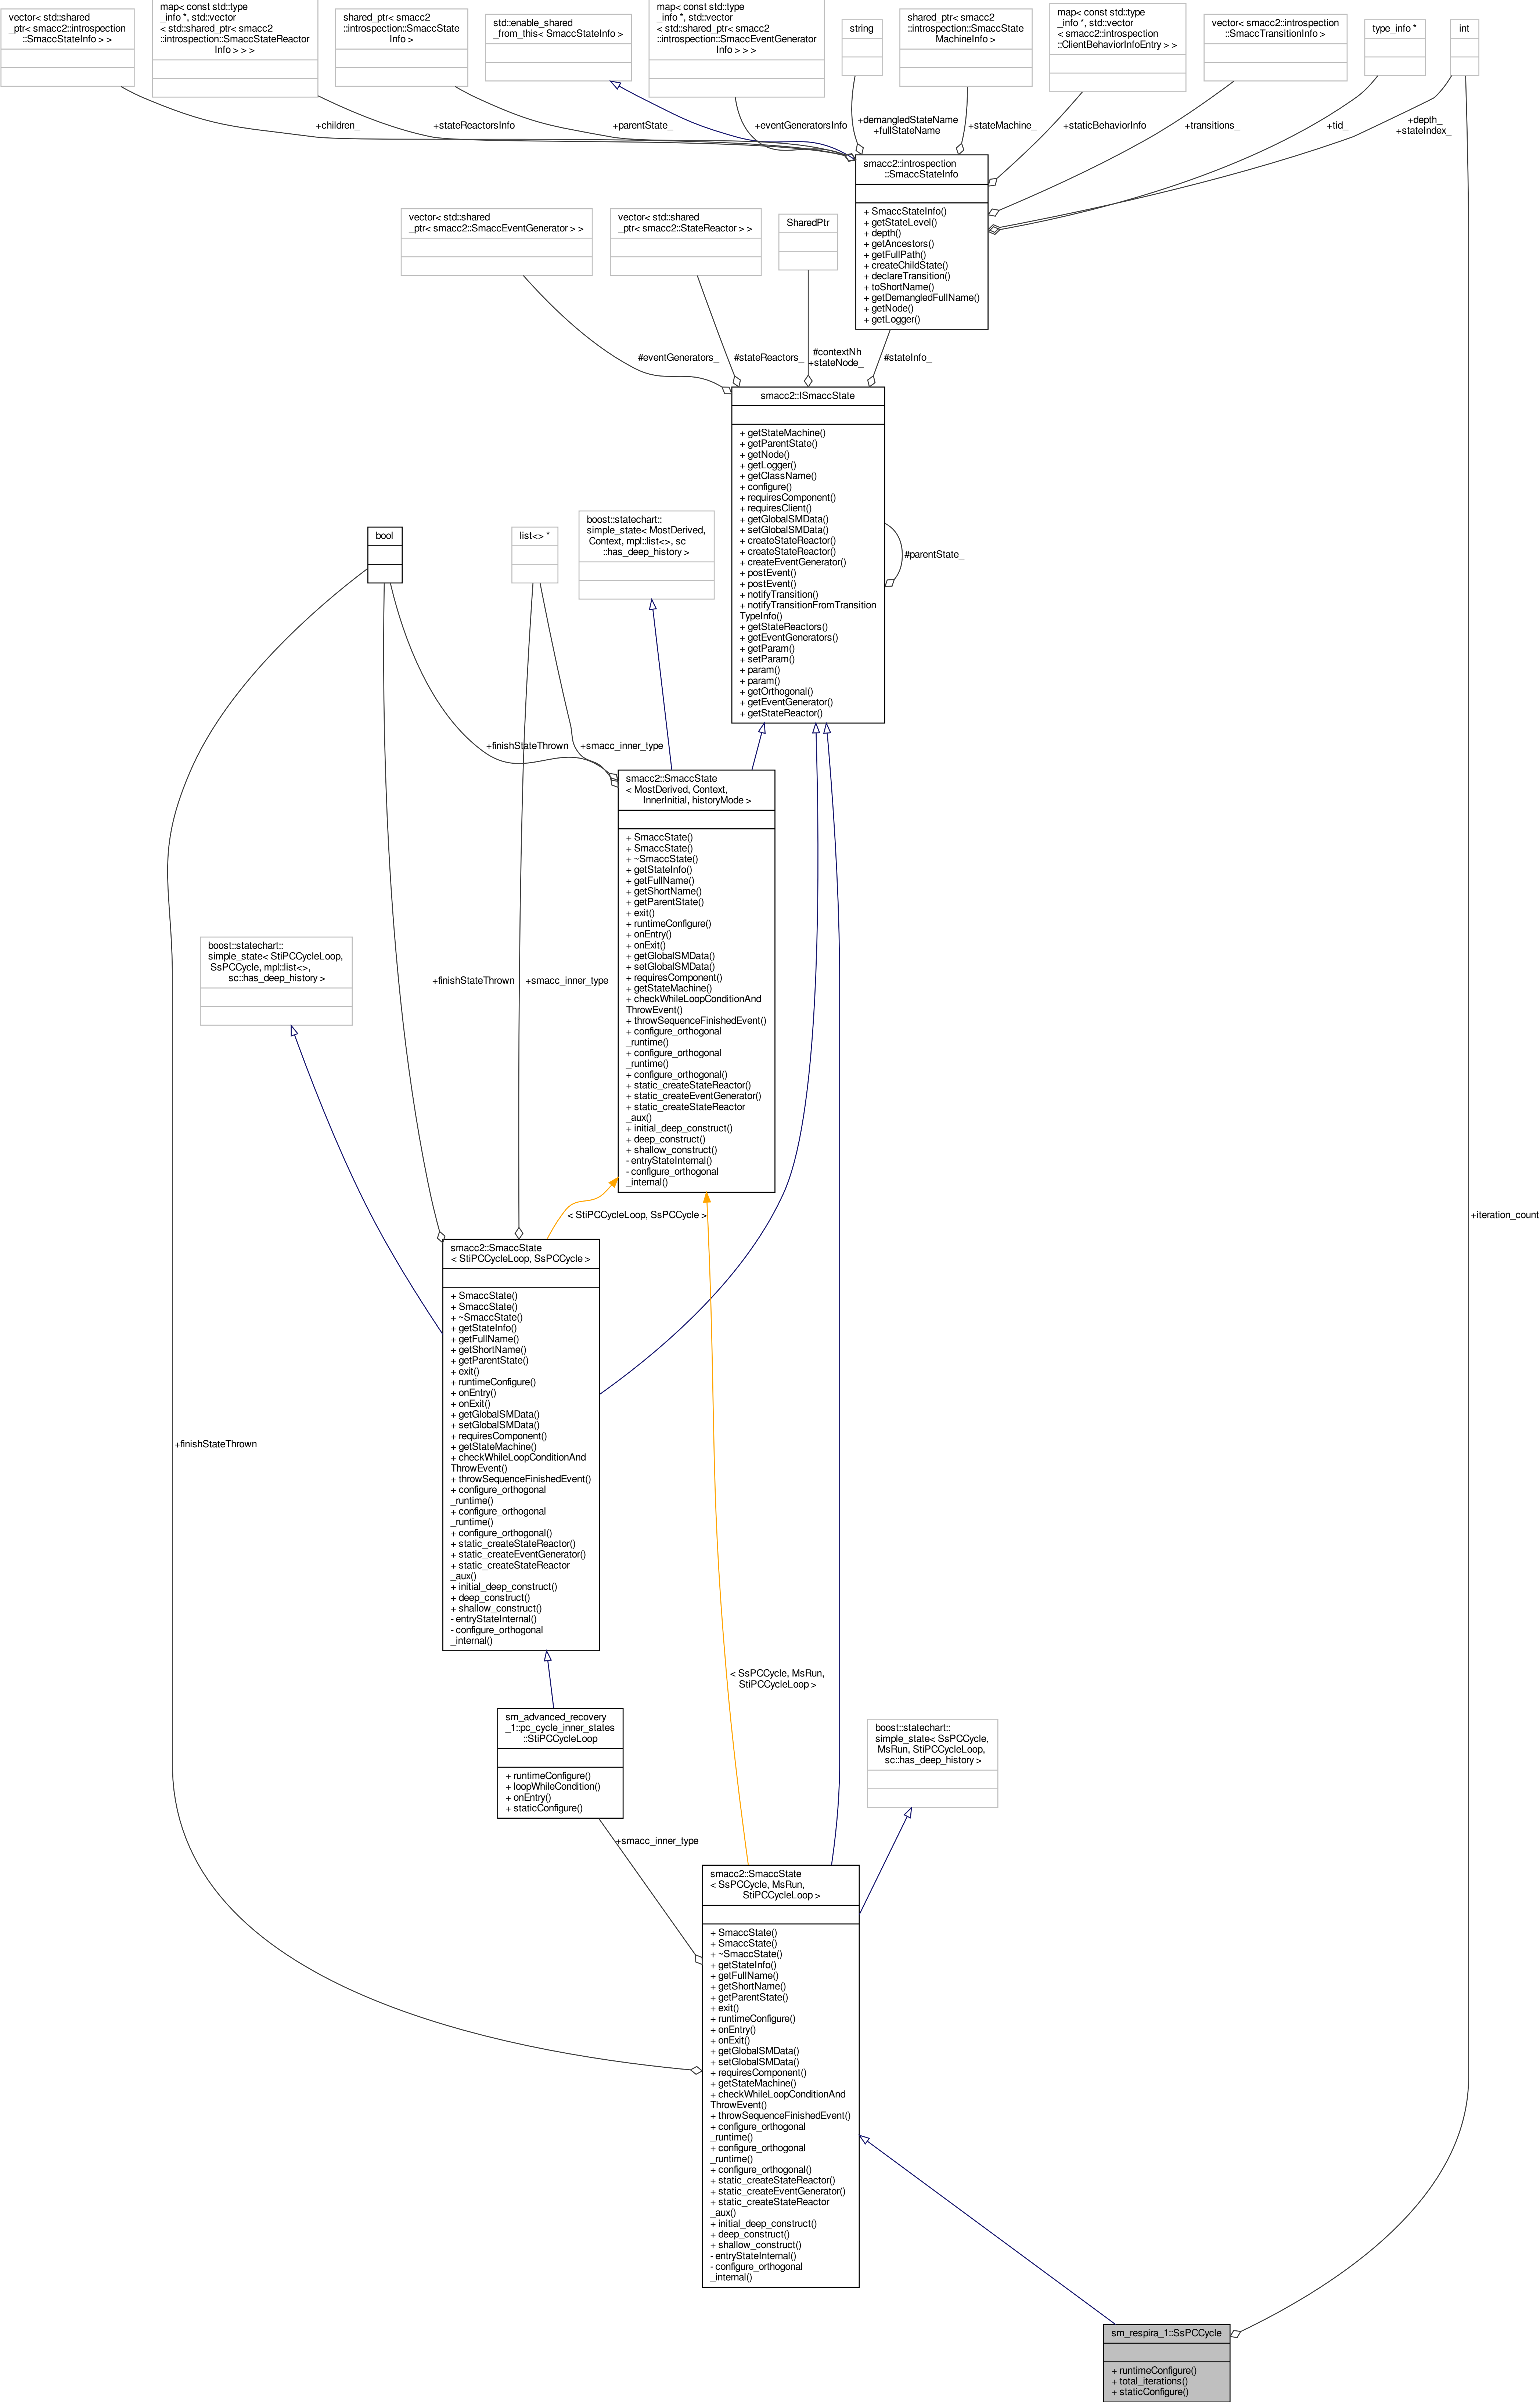 vector< std::shared
_ptr< smacc2::introspection
::SmaccStateInfo > >
map< const std::type
_info *, std::vector
< std::shared_ptr< smacc2
::introspection::SmaccStateReactor
Info > > >
shared_ptr< smacc2
::introspection::SmaccState
Info >
std::enable_shared
_from_this< SmaccStateInfo >
map< const std::type
_info *, std::vector
< std::shared_ptr< smacc2
::introspection::SmaccEventGenerator
Info > > >
string
shared_ptr< smacc2
::introspection::SmaccState
MachineInfo >
map< const std::type
_info *, std::vector
< smacc2::introspection
::ClientBehaviorInfoEntry > >
vector< smacc2::introspection
::SmaccTransitionInfo >
type_info *
int
+children_
+stateReactorsInfo
+parentState_
+eventGeneratorsInfo
+demangledStateName
+fullStateName
+stateMachine_
+staticBehaviorInfo
+transitions_
+tid_
+depth_
+stateIndex_
smacc2::introspection
::SmaccStateInfo
+ SmaccStateInfo()
+ getStateLevel()
+ depth()
+ getAncestors()
+ getFullPath()
+ createChildState()
+ declareTransition()
+ toShortName()
+ getDemangledFullName()
+ getNode()
+ getLogger()
vector< std::shared
_ptr< smacc2::SmaccEventGenerator > >
vector< std::shared
_ptr< smacc2::StateReactor > >
SharedPtr
#eventGenerators_
#stateReactors_
#contextNh
+stateNode_
#stateInfo_
smacc2::ISmaccState
+ getStateMachine()
+ getParentState()
+ getNode()
+ getLogger()
+ getClassName()
+ configure()
+ requiresComponent()
+ requiresClient()
+ getGlobalSMData()
+ setGlobalSMData()
+ createStateReactor()
+ createStateReactor()
+ createEventGenerator()
+ postEvent()
+ postEvent()
+ notifyTransition()
+ notifyTransitionFromTransition
TypeInfo()
+ getStateReactors()
+ getEventGenerators()
+ getParam()
+ setParam()
+ param()
+ param()
+ getOrthogonal()
+ getEventGenerator()
+ getStateReactor()
#parentState_
bool
list<> *
boost::statechart::
simple_state< MostDerived,
Context, mpl::list<>, sc
::has_deep_history >
+finishStateThrown
+smacc_inner_type
smacc2::SmaccState
< MostDerived, Context,
InnerInitial, historyMode >
+ SmaccState()
+ SmaccState()
+ ~SmaccState()
+ getStateInfo()
+ getFullName()
+ getShortName()
+ getParentState()
+ exit()
+ runtimeConfigure()
+ onEntry()
+ onExit()
+ getGlobalSMData()
+ setGlobalSMData()
+ requiresComponent()
+ getStateMachine()
+ checkWhileLoopConditionAnd
ThrowEvent()
+ throwSequenceFinishedEvent()
+ configure_orthogonal
_runtime()
+ configure_orthogonal
_runtime()
+ configure_orthogonal()
+ static_createStateReactor()
+ static_createEventGenerator()
+ static_createStateReactor
_aux()
+ initial_deep_construct()
+ deep_construct()
+ shallow_construct()
- entryStateInternal()
- configure_orthogonal
_internal()
boost::statechart::
simple_state< StiPCCycleLoop,
SsPCCycle, mpl::list<>,
sc::has_deep_history >
+finishStateThrown
+smacc_inner_type
< StiPCCycleLoop, SsPCCycle >
+iteration_count
smacc2::SmaccState
< StiPCCycleLoop, SsPCCycle >
+ SmaccState()
+ SmaccState()
+ ~SmaccState()
+ getStateInfo()
+ getFullName()
+ getShortName()
+ getParentState()
+ exit()
+ runtimeConfigure()
+ onEntry()
+ onExit()
+ getGlobalSMData()
+ setGlobalSMData()
+ requiresComponent()
+ getStateMachine()
+ checkWhileLoopConditionAnd
ThrowEvent()
+ throwSequenceFinishedEvent()
+ configure_orthogonal
_runtime()
+ configure_orthogonal
_runtime()
+ configure_orthogonal()
+ static_createStateReactor()
+ static_createEventGenerator()
+ static_createStateReactor
_aux()
+ initial_deep_construct()
+ deep_construct()
+ shallow_construct()
- entryStateInternal()
- configure_orthogonal
_internal()
+finishStateThrown
< SsPCCycle, MsRun,
StiPCCycleLoop >
sm_advanced_recovery
_1::pc_cycle_inner_states
::StiPCCycleLoop
+ runtimeConfigure()
+ loopWhileCondition()
+ onEntry()
+ staticConfigure()
boost::statechart::
simple_state< SsPCCycle,
MsRun, StiPCCycleLoop,
sc::has_deep_history >
+smacc_inner_type
smacc2::SmaccState
< SsPCCycle, MsRun,
StiPCCycleLoop >
+ SmaccState()
+ SmaccState()
+ ~SmaccState()
+ getStateInfo()
+ getFullName()
+ getShortName()
+ getParentState()
+ exit()
+ runtimeConfigure()
+ onEntry()
+ onExit()
+ getGlobalSMData()
+ setGlobalSMData()
+ requiresComponent()
+ getStateMachine()
+ checkWhileLoopConditionAnd
ThrowEvent()
+ throwSequenceFinishedEvent()
+ configure_orthogonal
_runtime()
+ configure_orthogonal
_runtime()
+ configure_orthogonal()
+ static_createStateReactor()
+ static_createEventGenerator()
+ static_createStateReactor
_aux()
+ initial_deep_construct()
+ deep_construct()
+ shallow_construct()
- entryStateInternal()
- configure_orthogonal
_internal()
sm_respira_1::SsPCCycle
+ runtimeConfigure()
+ total_iterations()
+ staticConfigure()